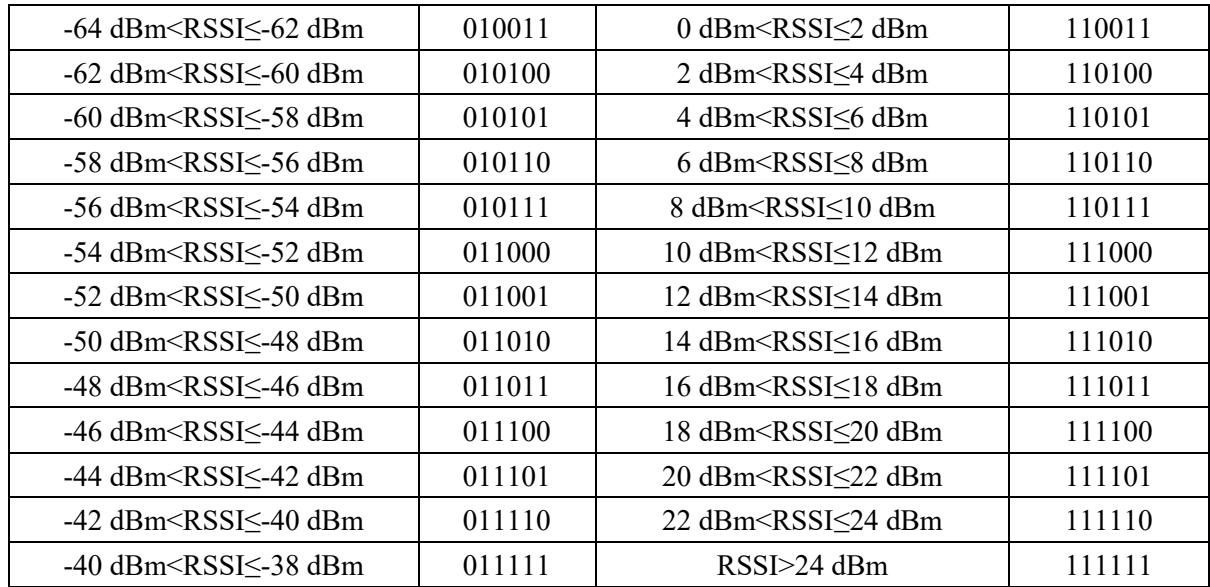 -64 dBm<RSSI≤-62 dBm 010011 0 dBm<RSSI≤2 dBm 110011
-62 dBm<RSSI≤-60 dBm 010100 2 dBm<RSSI≤4 dBm 110100
-60 dBm<RSSI≤-58 dBm 010101 4 dBm<RSSI≤6 dBm 110101
-58 dBm<RSSI≤-56 dBm 010110 6 dBm<RSSI≤8 dBm 110110
-56 dBm<RSSI≤-54 dBm 010111 8 dBm<RSSI≤10 dBm 110111
-54 dBm<RSSI≤-52 dBm 011000 10 dBm<RSSI≤12 dBm 111000
-52 dBm<RSSI≤-50 dBm 011001 12 dBm<RSSI≤14 dBm 111001
-50 dBm<RSSI≤-48 dBm 011010 14 dBm<RSSI≤16 dBm 111010
-48 dBm<RSSI≤-46 dBm 011011 16 dBm<RSSI≤18 dBm 111011
-46 dBm<RSSI≤-44 dBm 011100 18 dBm<RSSI≤20 dBm 111100
-44 dBm<RSSI≤-42 dBm 011101 20 dBm<RSSI≤22 dBm 111101
-42 dBm<RSSI≤-40 dBm 011110 22 dBm<RSSI≤24 dBm 111110
-40 dBm<RSSI≤-38 dBm 011111 RSSI>24 dBm 111111